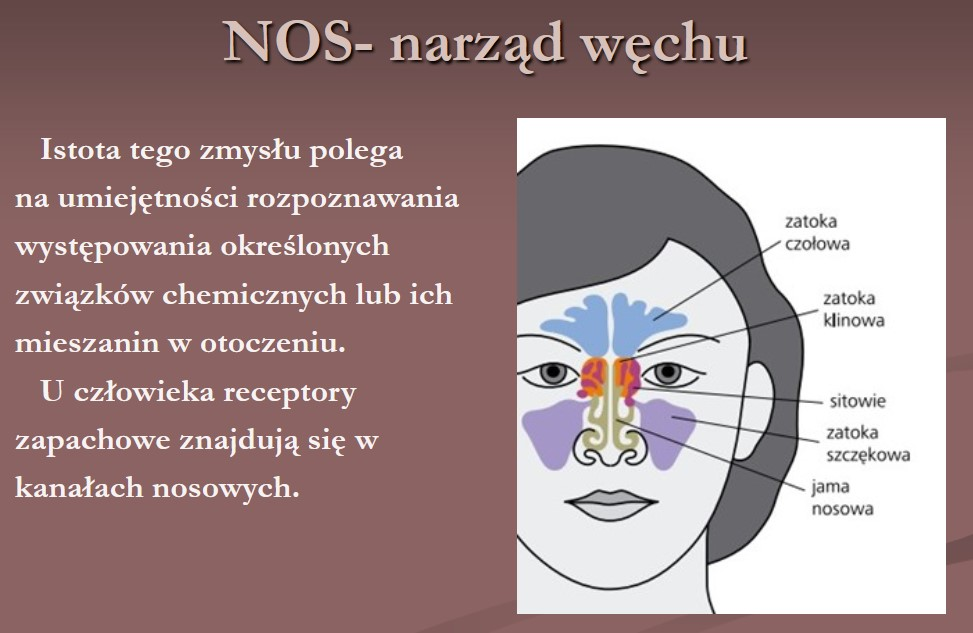 NOS- narząd węchu
Istota tego zmysłu polega
na umiejętności rozpoznawania
występowania określonych
związków chemicznych lub ich
mieszanin w otoczeniu.
U człowieka receptory
zapachowe znajdują się w
kanałach nosowych.
zatoka
czołowa
zatoka
klinowa
sitowie
zatoka
szczękowa
jama
nosowa